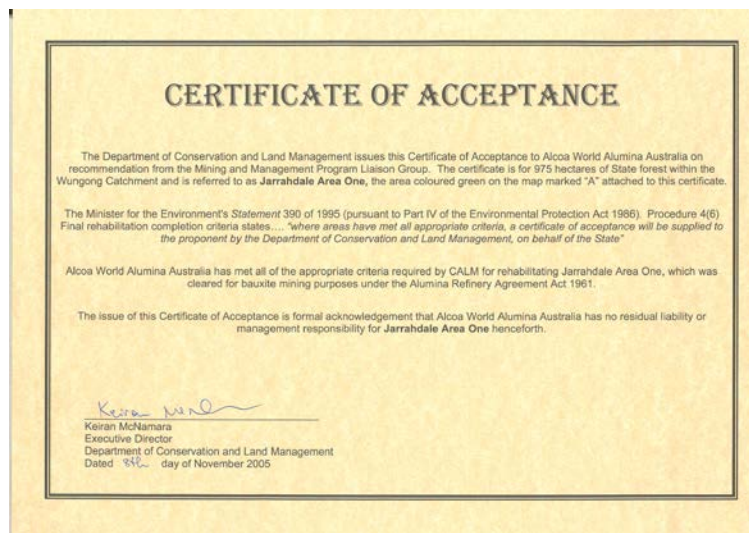 CERTIFICATE OF ACCEPTANCE
The Department of Conservation and Land Management issues this Certificate of Acceptance to Alcoa World Alumina Australia on
recommendation from the Mining and Management Program Liaison Group. The certificate is for 975 hectares of State forest within the
Wungong Catchment and is referred to as Jarrahdale Area One, the area coloured green on the map marked "A" attached to this certificate.
The Minister for the Environment's Statement 390 of 1995 (pursuant to Part IV of the Environmental Protection Act 1986). Procedure 4(6)
Final rehabilitation completion criteria states.... "where areas have met all appropriate criteria, a certificate of acceptance will be supplied to
the proponent by the Department of Conservation and Land Management, on behalf of the State"
Alcoa World Alumina Australia has met all of the appropriate criteria required by CALM for rehabilitating Jarrahdale Area One, which was
cleared for bauxite mining purposes under the Alumina Refinery Agreement Act 1961.
The issue of this Certificate of Acceptance is formal acknowledgement that Alcoa World Alumina Australia has no residual liability or
management responsibility for Jarrahdale Area One henceforth.
Keiran McNamara
Keiran McNamara
Executive Director
Department of Conservation and Land Management
Dated 8th day of November 2005